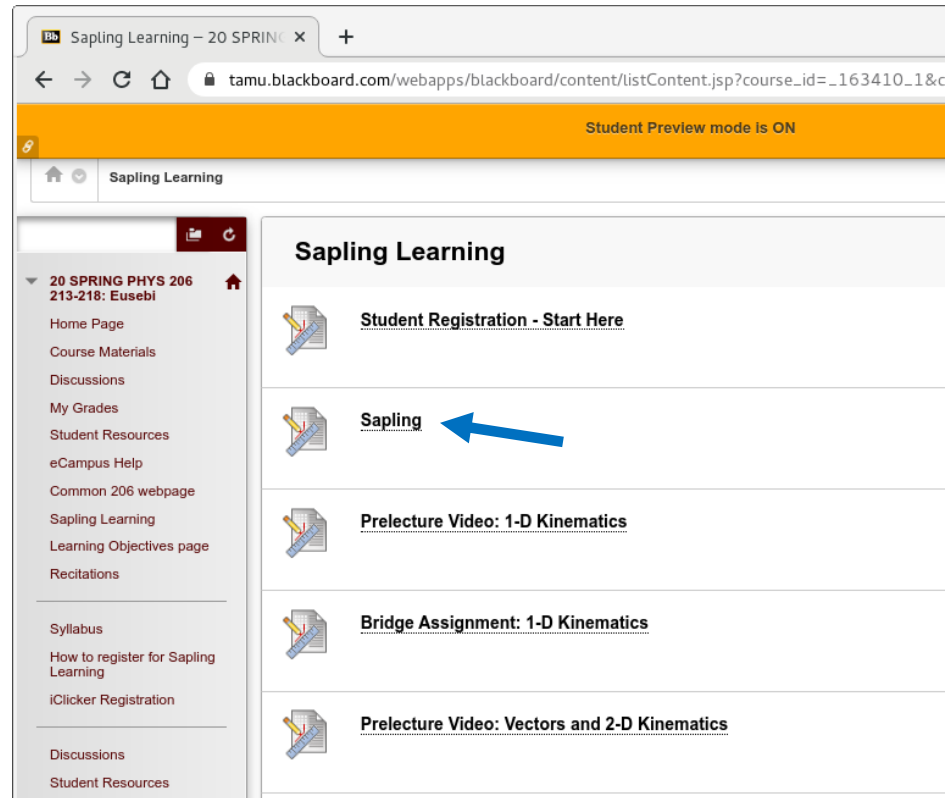 Bb Sapling Learning – 20 SPRIN
tamu.blackboard.com/webapps/blackboard/content/listContent.jsp?course_id=_163410_1&c
Student Preview mode is ON
Sapling Learning
Sapling Learning
20 SPRING PHYS 206
213-218: Eusebi
Home Page
Course Materials
Discussions
My Grades
Student Resources
eCampus Help
Common 206 webpage
Sapling Learning
Learning Objectives page
Recitations
Syllabus
How to register for Sapling
Learning
iClicker Registration
Discussions
Student Resources
Student Registration - Start Here
Sapling
Prelecture Video: 1-D Kinematics
Bridge Assignment: 1-D Kinematics
Prelecture Video: Vectors and 2-D Kinematics